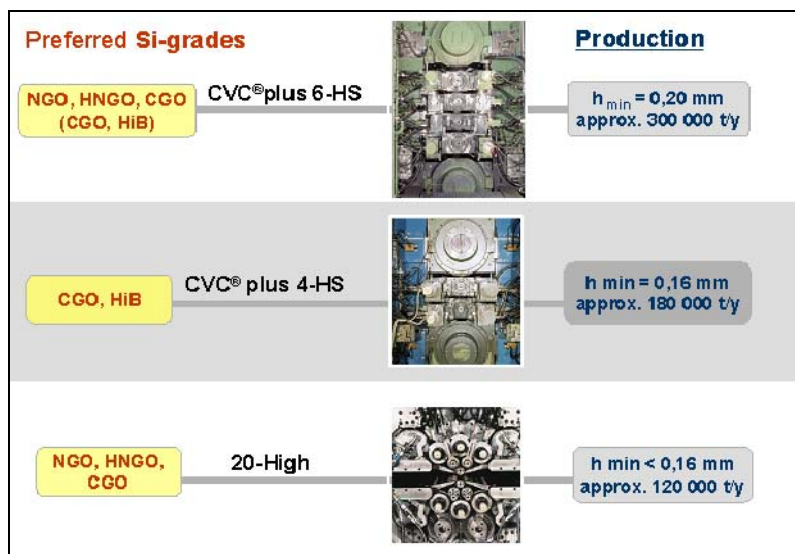 Preferred Si-grades
Production
NGO, HNGO, CGO
(CGO, HiB)
CVC®plus 6-HS
h min = 0,20 mm
approx. 300 000 t/y
CGO, HiB
CVC® plus 4-HS
h min = 0,16 mm
approx. 180 000 t/y
NGO, HNGO,
CGO
20-High
h min < 0,16 mm
approx. 120 000 t/y